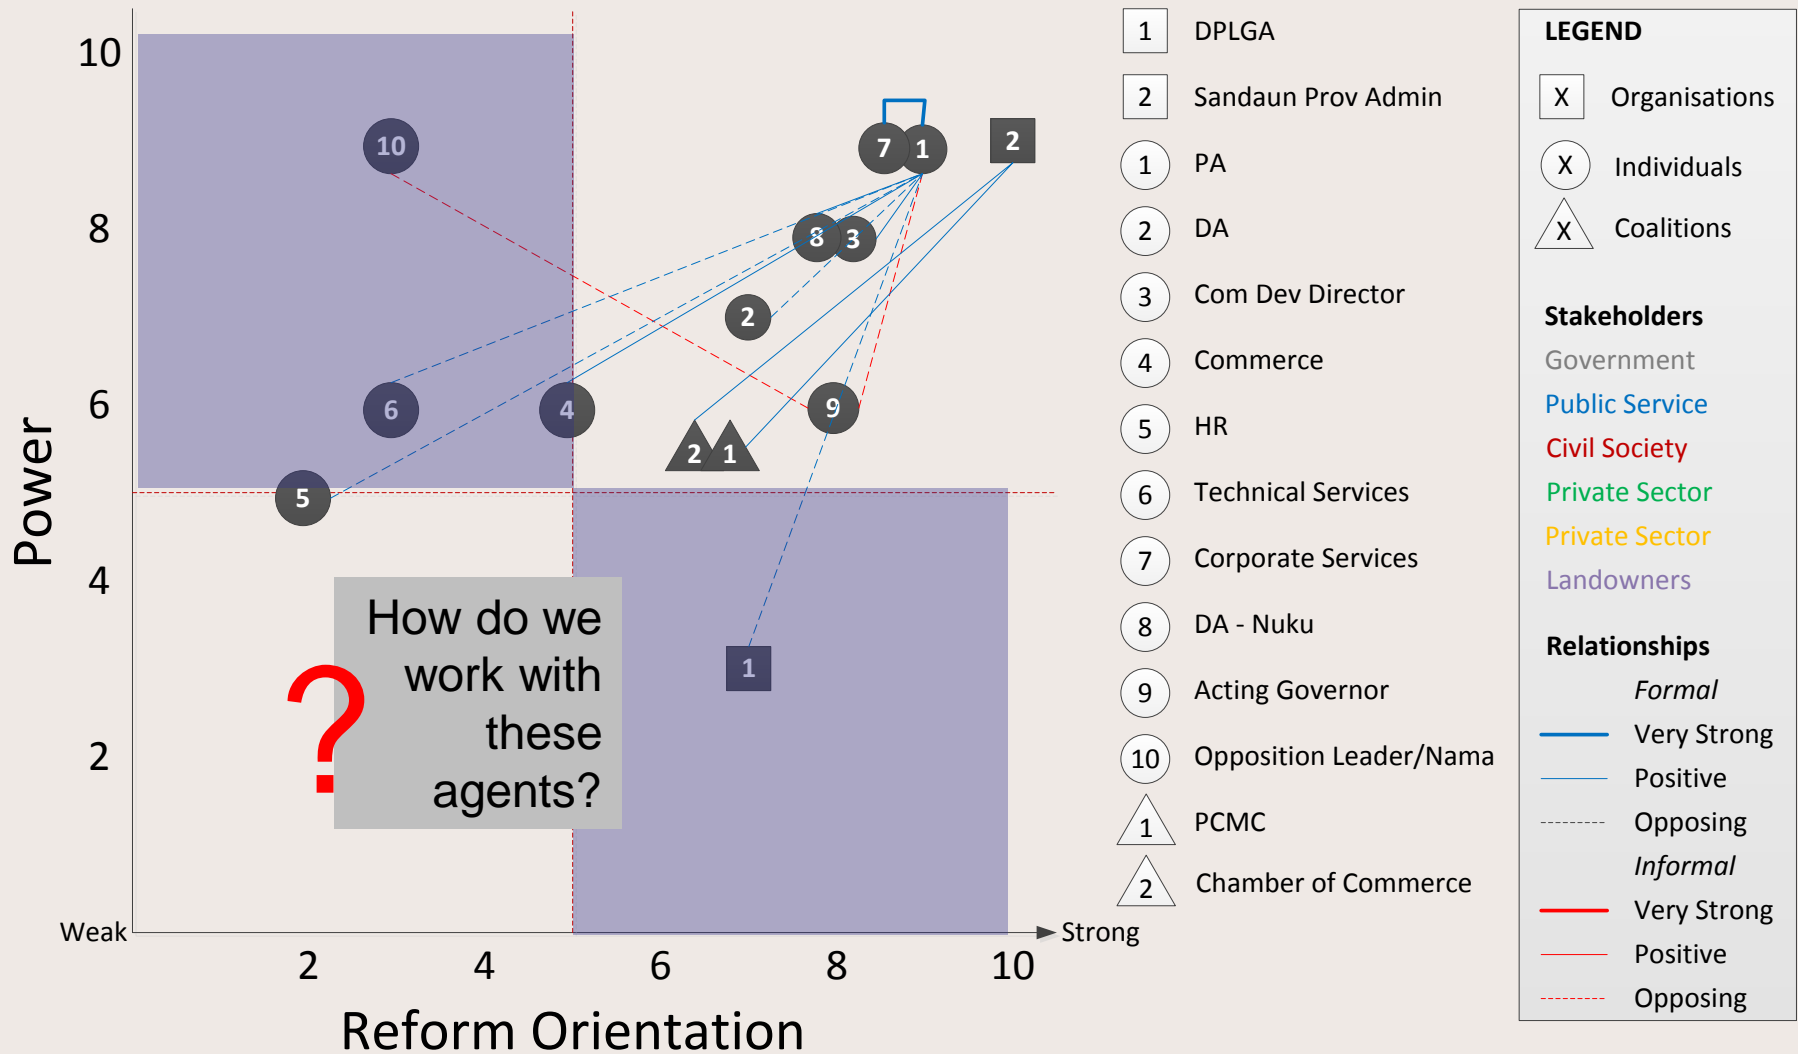 10
8
6
4
2
Power
Weak
Strong
2
4
6
8
10
Reform Orientation
10
7
1
2
8
3
2
6
4
9
2
1
5
1
How do we
work with
these
agents?
?
1 DPLGA
2 Sandaun Prov Admin
1 PA
2 DA
3 Com Dev Director
4 Commerce
5 HR
6 Technical Services
7 Corporate Services
8 DA - Nuku
9 Acting Governor
10 Opposition Leader/Nama
1 PCMC
2 Chamber of Commerce
LEGEND
X Organisations
X Individuals
X Coalitions
Stakeholders
Government
Public Service
Civil Society
Private Sector
Private Sector
Landowners
Relationships
Formal
Very Strong
Positive
Opposing
Informal
Very Strong
Positive
Opposing